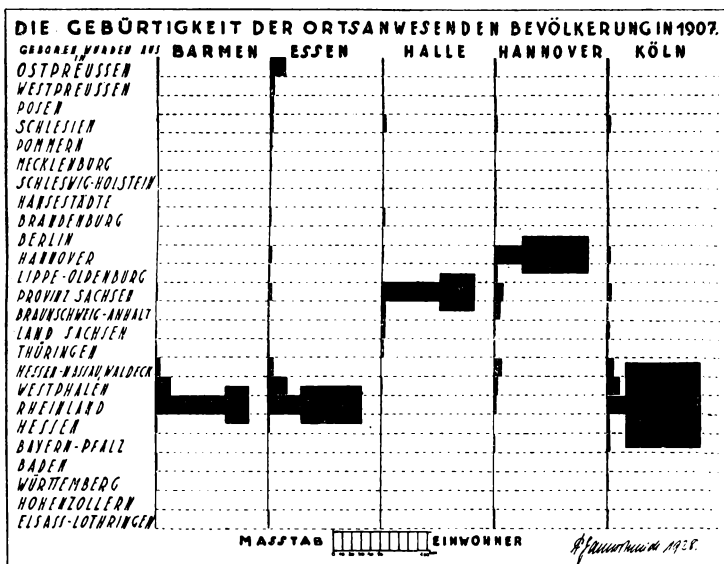 DIE GEBÜRTIGKEIT DER ORTSANWESENDEN BEVÖLKERUNG IN 1907.
GEBOREN WURDEN AUS IN
BARMEN ESSEN HALLE HANNOVER KÖLN
OSTPREUSSEN
WESTPREUSSEN
POSEN
SCHLESIEN
POMMERN
MECKLENBURG
SCHLESWIG-HOLSTEIN
HANSESTÄDTE
BRANDENBURG
BERLIN
HANNOVER
LIPPE-OLDENBURG
PROVINZ SACHSEN
BRAUNSCHWEIG-ANHALT
LAND SACHSEN
THÜRINGEN
HESSEN-NASSAU, WALDECK
WESTPHALEN
RHEINLAND
HESSEN
BAYERN-PFALZ
BADEN
WÜRTTEMBERG
HOHENZOLLERN
ELSASS-LOTHRINGEN
MASSTAB EINWOHNER
1928.